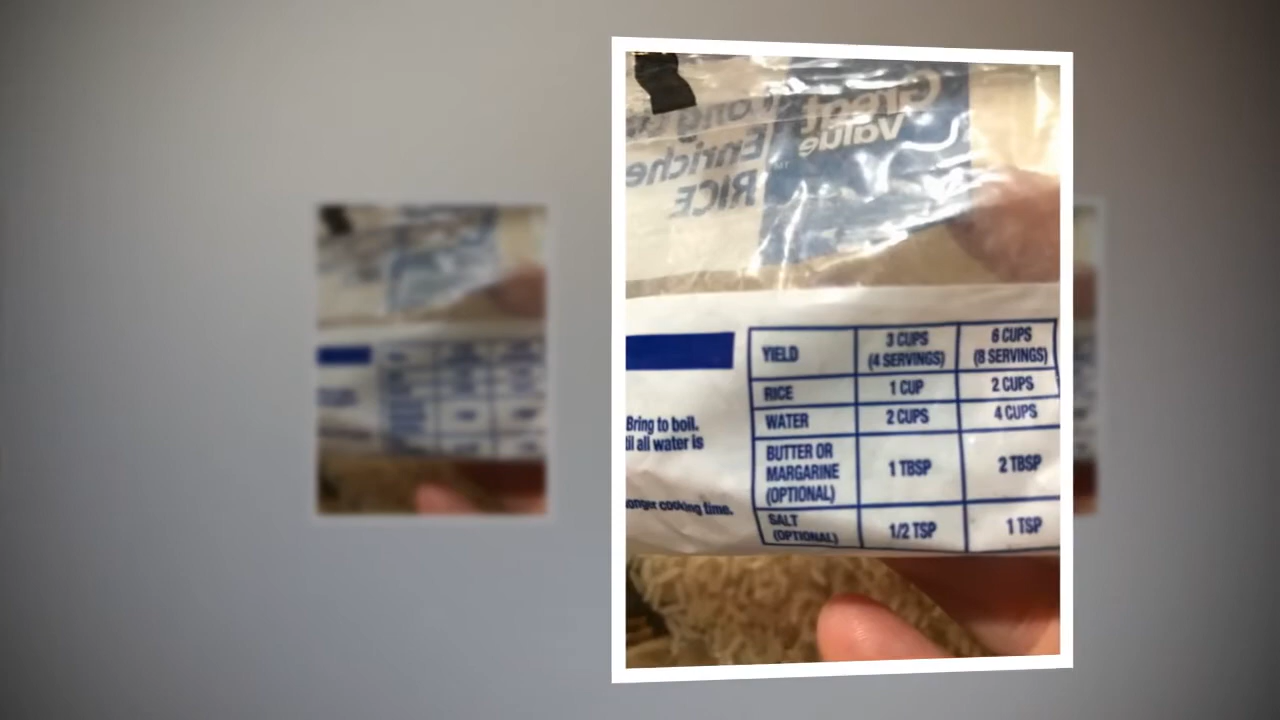 Great
Value
Long
Enriche
RICE
YIELD 3 CUPS (4 SERVINGS) 6 CUPS (8 SERVINGS)
RICE 1 CUP 2 CUPS
WATER 2 CUPS 4 CUPS
BUTTER OR MARGARINE (OPTIONAL) 1 TBSP 2 TBSP
SALT (OPTIONAL) 1/2 TSP 1 TSP
Bring to boil.
til all water is
onger cooking time.